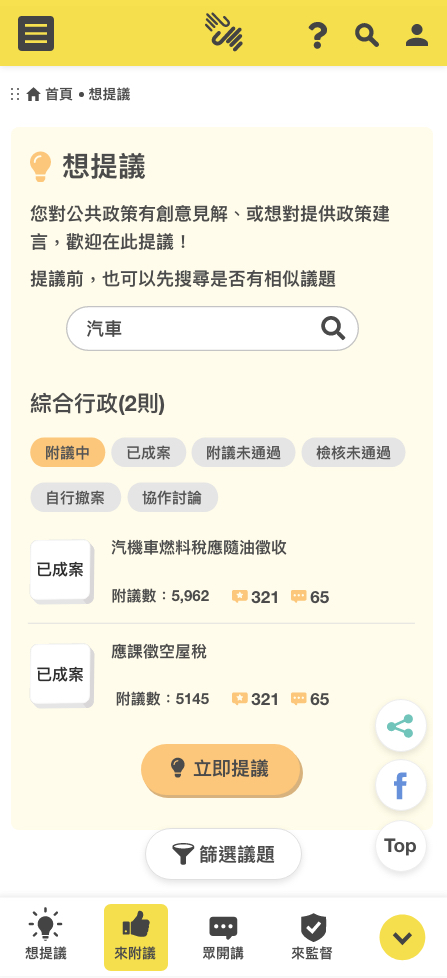 首頁 • 想提議
想提議
您對公共政策有創意見解、或想對提供政策建
言，歡迎在此提議！
提議前，也可以先搜尋是否有相似議題
汽車
綜合行政(2則)
附議中 已成案 附議未通過 檢核未通過
自行撤案 協作討論
已成案 汽機車燃料稅應隨油徵收
附議數：5,962 321 65
已成案 應課徵空屋稅
附議數：5145 321 65
立即提議
Top
篩選議題
想提議 來附議 眾開講 來監督